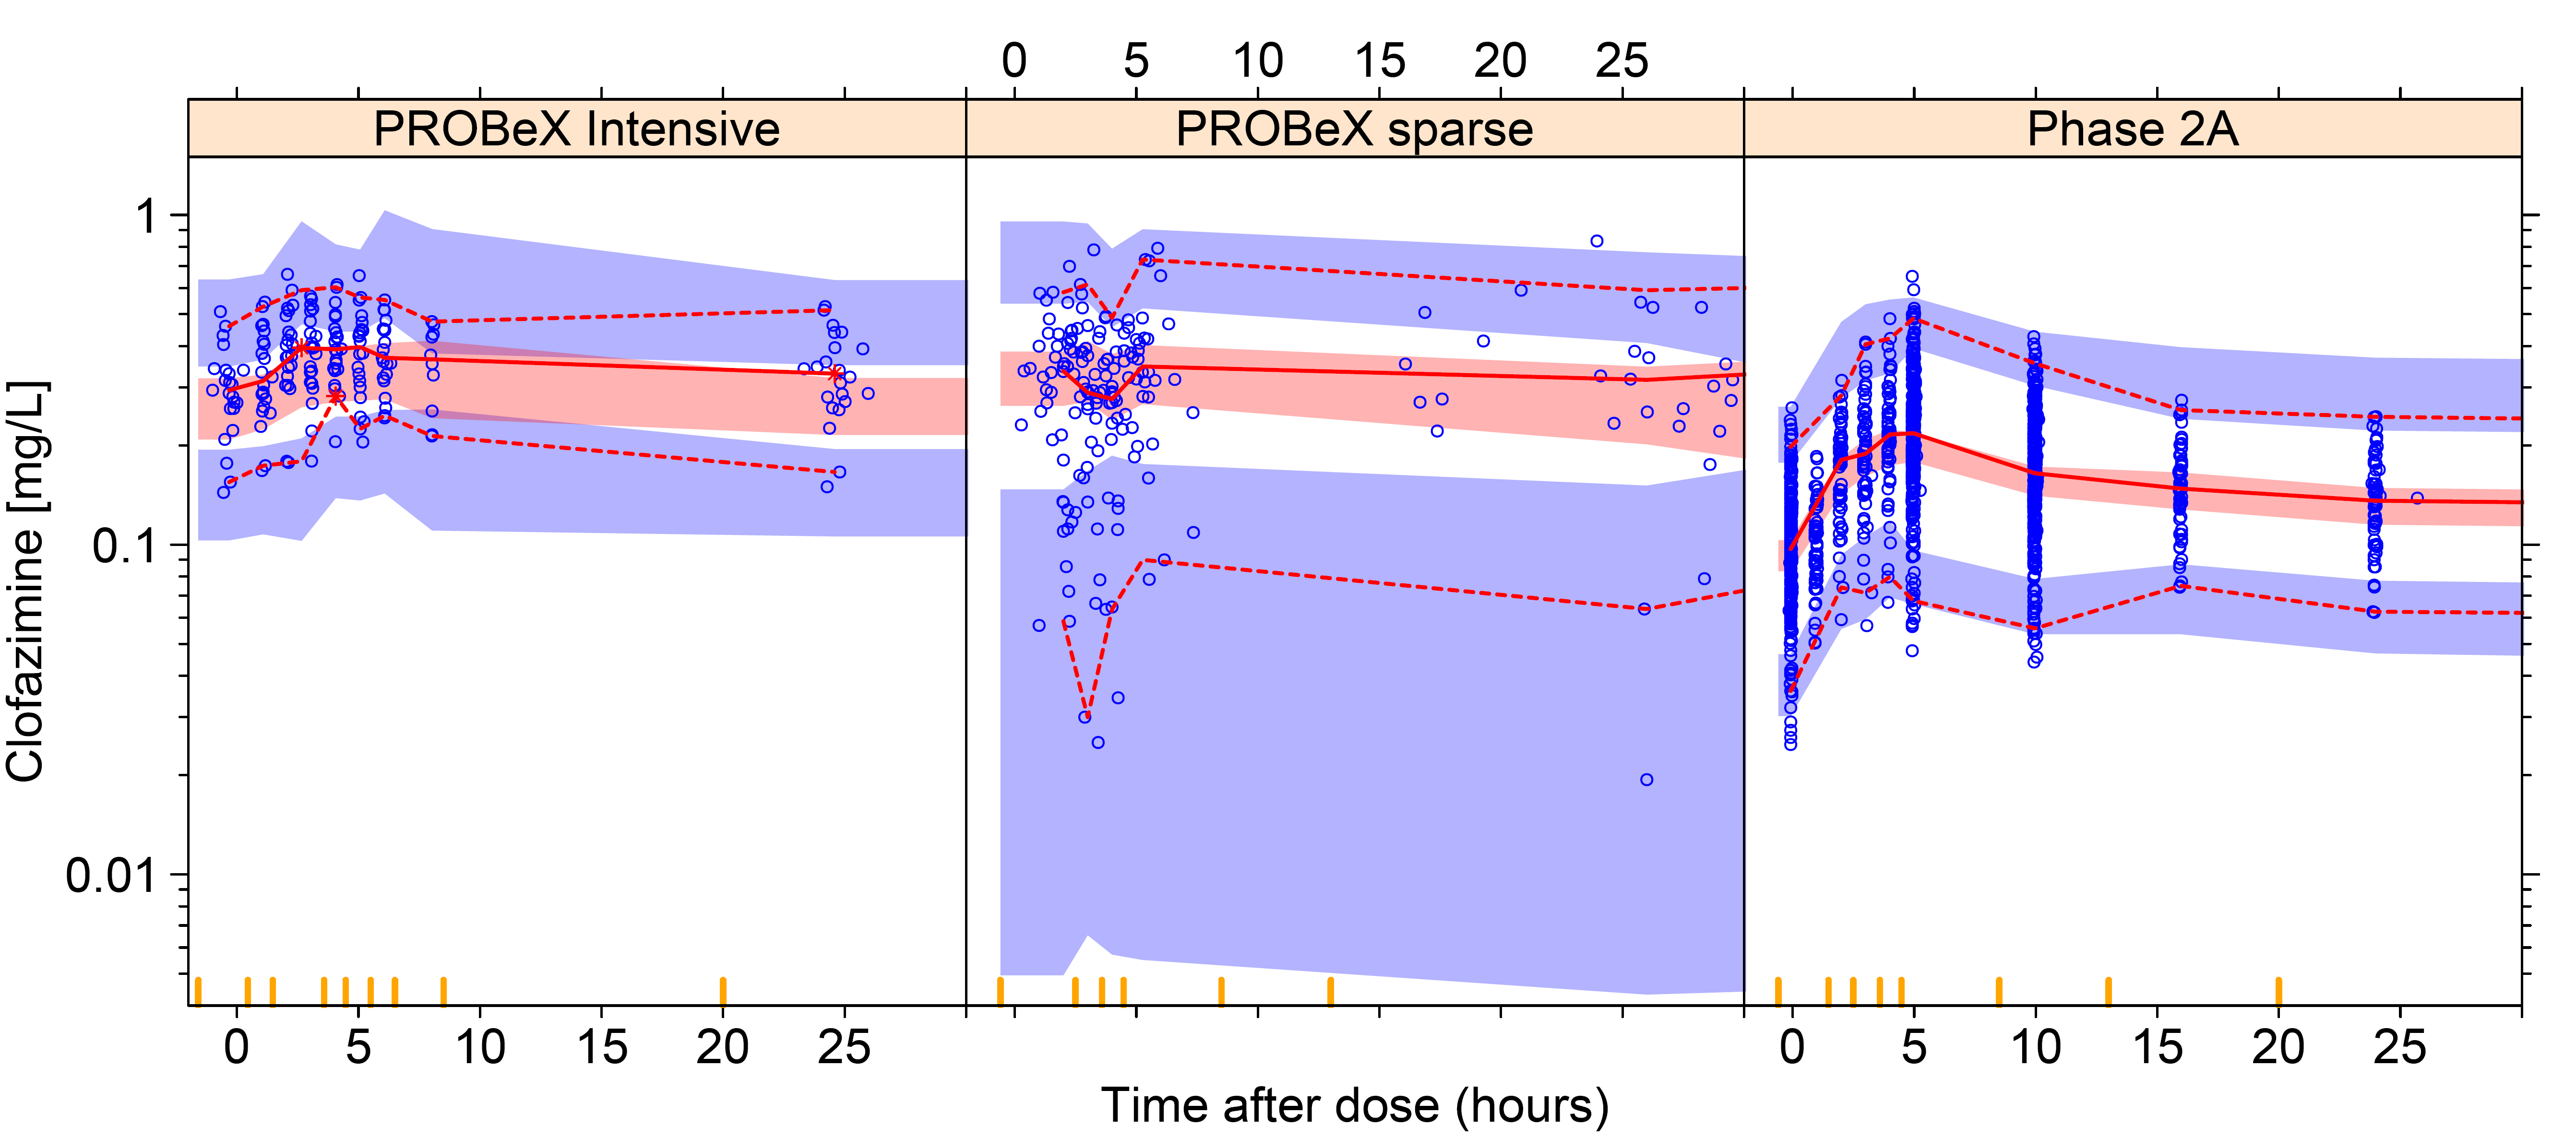 0 5 10 15 20 25
PROBeX Intensive PROBeX sparse Phase 2A
1
0.1
0.01
Clofazimine [mg/L]
0 5 10 15 20 25 0 5 10 15 20 25
Time after dose (hours)